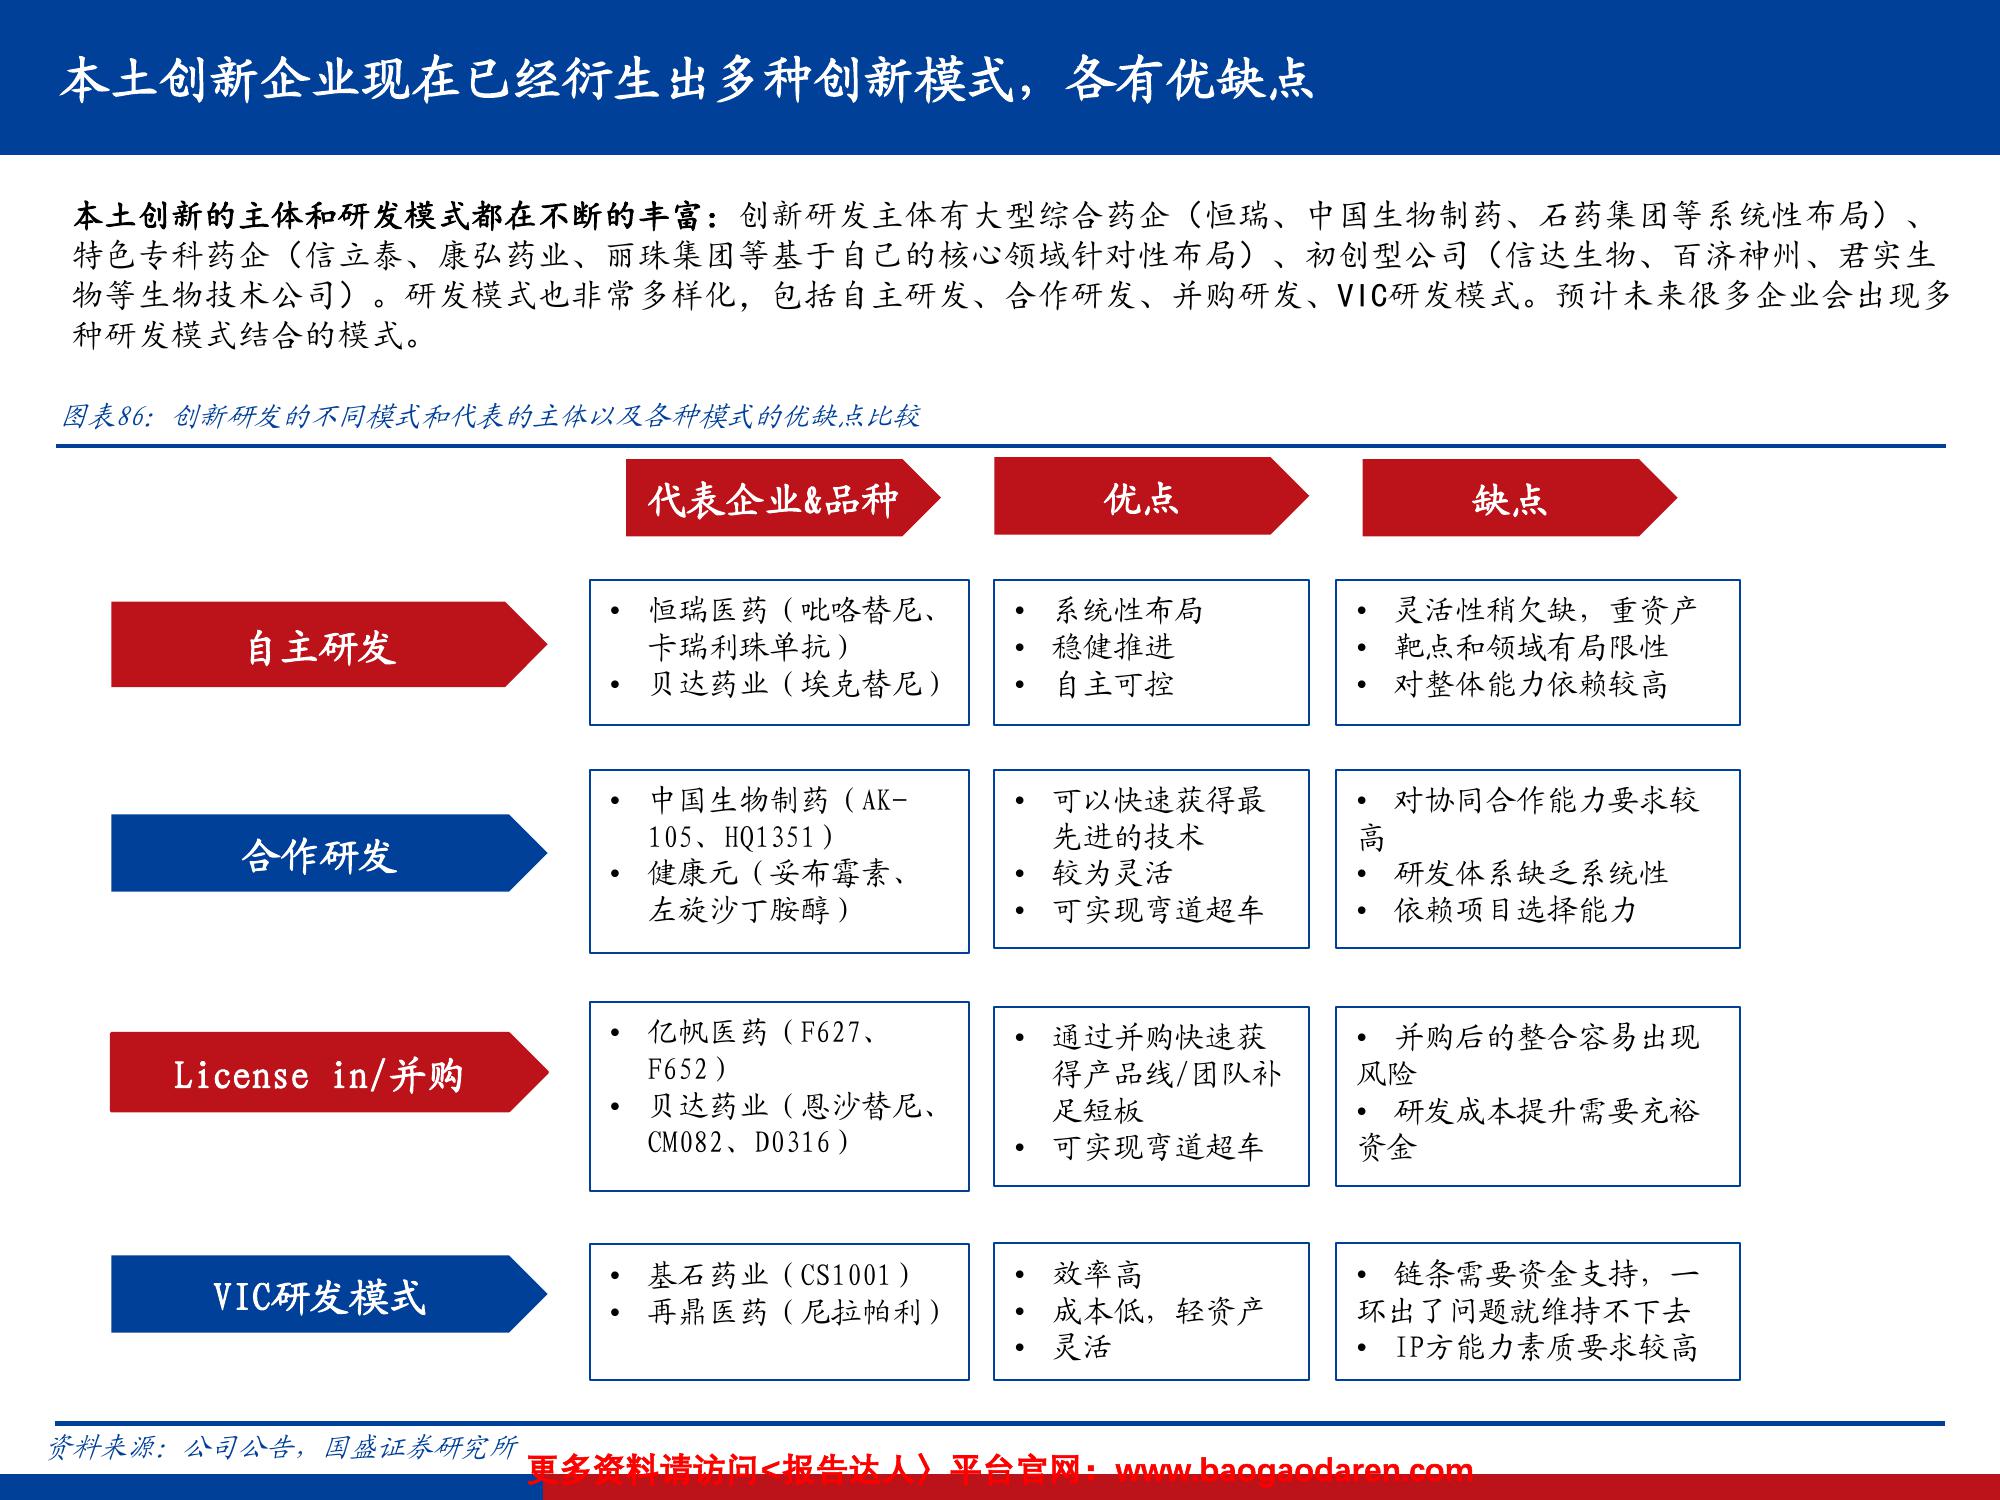 本土创新企业现在已经衍生出多种创新模式，各有优缺点
本土创新的主体和研发模式都在不断的丰富：创新研发主体有大型综合药企（恒瑞、中国生物制药、石药集团等系统性布局）、
特色专科药企（信立泰、康弘药业、丽珠集团等基于自己的核心领域针对性布局）、初创型公司（信达生物、百济神州、君实生
物等生物技术公司）。研发模式也非常多样化，包括自主研发、合作研发、并购研发、VIC研发模式。预计未来很多企业会出现多
种研发模式结合的模式。
图表86：创新研发的不同模式和代表的主体以及各种模式的优缺点比较
代表企业&品种
优点
缺点
自主研发
• 恒瑞医药（吡咯替尼、
卡瑞利珠单抗）
• 贝达药业（埃克替尼）
• 系统性布局
• 稳健推进
• 自主可控
• 灵活性稍欠缺，重资产
• 靶点和领域有局限性
• 对整体能力依赖较高
合作研发
• 中国生物制药（AK-
105、HQ1351）
• 健康元（妥布霉素、
左旋沙丁胺醇）
• 可以快速获得最
先进的技术
• 较为灵活
• 可实现弯道超车
• 对协同合作能力要求较
高
• 研发体系缺乏系统性
• 依赖项目选择能力
License in/并购
• 亿帆医药（F627、
F652）
• 贝达药业（恩沙替尼、
CM082、D0316）
• 通过并购快速获
得产品线/团队补
足短板
• 可实现弯道超车
• 并购后的整合容易出现
风险
• 研发成本提升需要充裕
资金
VIC研发模式
• 基石药业（CS1001）
• 再鼎医药（尼拉帕利）
• 效率高
• 成本低，轻资产
• 灵活
• 链条需要资金支持，一
环出了问题就维持不下去
• IP方能力素质要求较高
资料来源：公司公告，国盛证券研究所
更多资料请访问<报告达人〉平台官网：www.baogaodaren.com